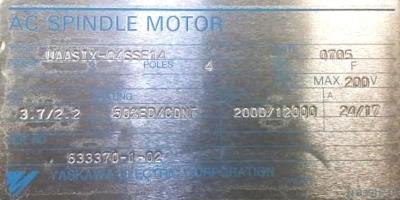 AC SPINDLE MOTOR
UAASIX-04SSE14 0705
POLES 4 F
MAX 200V
A
3.7/2.2 50%ED/CONT 2000/12000 24/17
633370-1-02
YASKAWA ELECTRIC CORPORATION